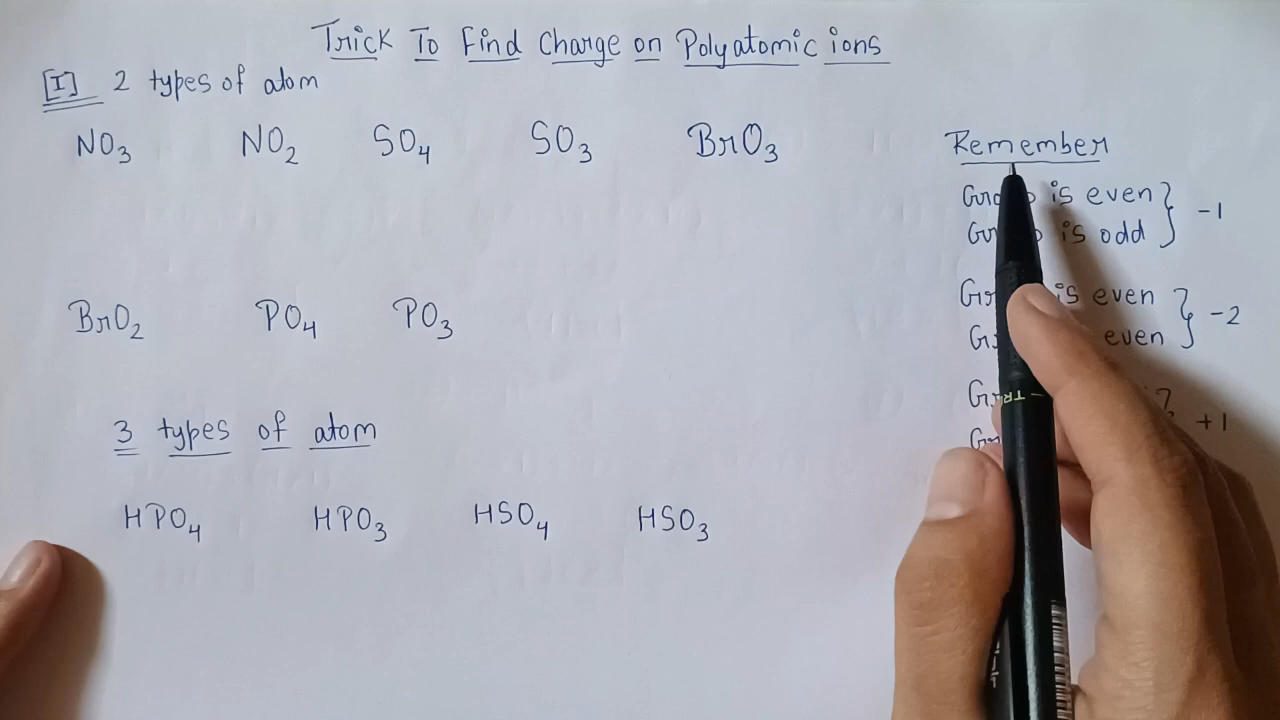 Trick To Find Charge on Polyatomic ions
[I] 2 types of atom
NO₃ NO₂ SO₄ SO₃ BrO₃
Remember
is even } -1
is odd
BrO₂ PO₄ PO₃
is even } -2
even
+1
3 types of atom
HPO₄ HPO₃ HSO₄ HSO₃